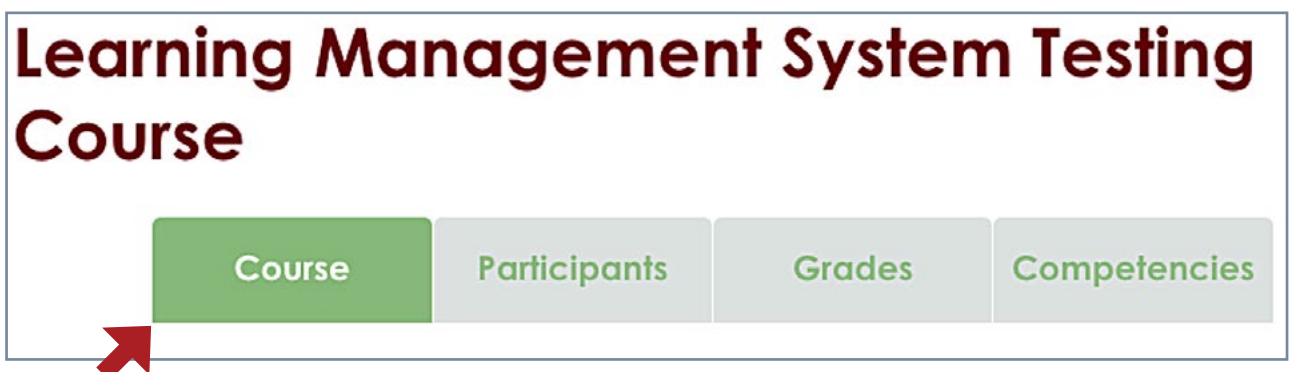 Learning Management System Testing
Course
Course Participants Grades Competencies